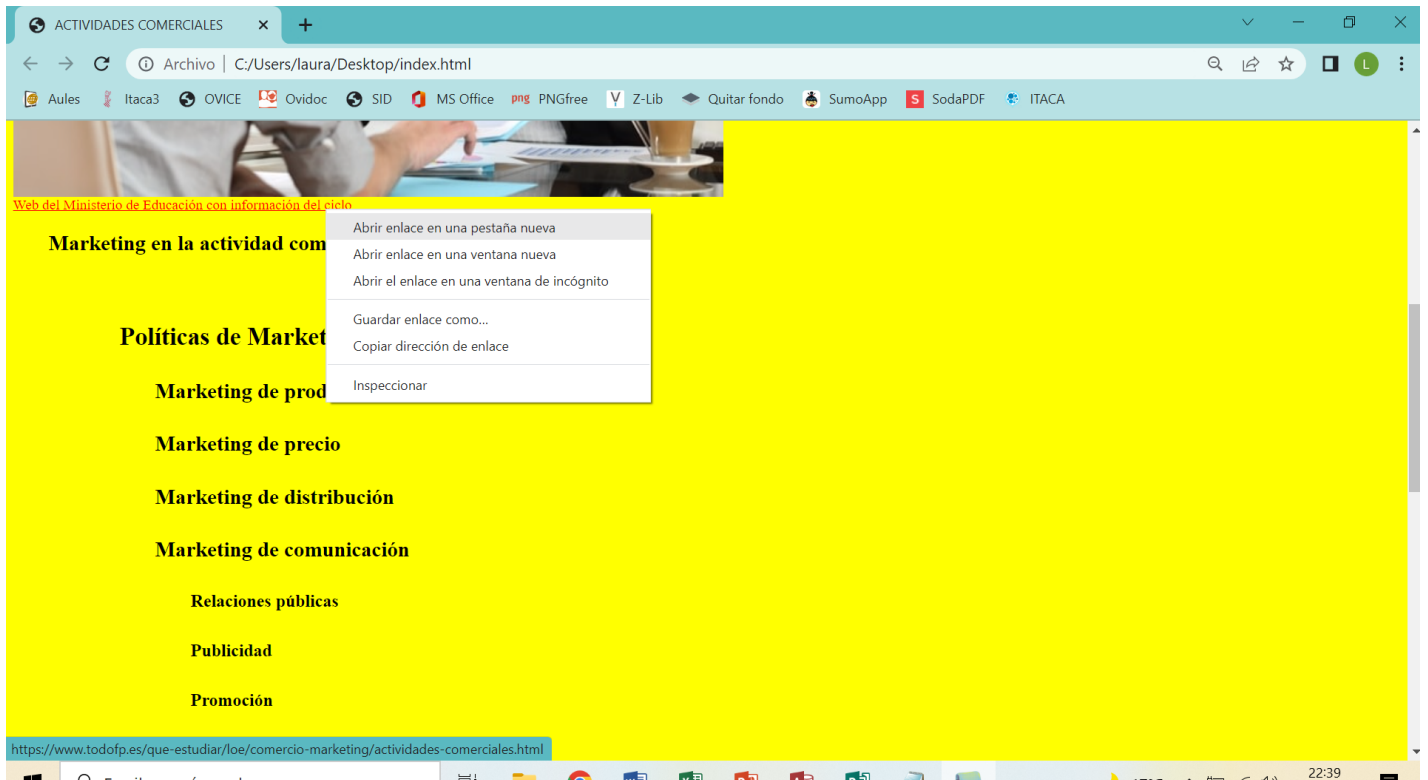 ACTIVIDADES COMERCIALES
Archivo | C:/Users/laura/Desktop/index.html
L
Aules Itaca3 OVICE Ovidoc SID MS Office png PNGfree Z-Lib Quitar fondo SumoApp S SodaPDF ITACA
Web del Ministerio de Educación con información del ciclo
Marketing en la actividad com
Abrir enlace en una pestaña nueva
Abrir enlace en una ventana nueva
Abrir el enlace en una ventana de incógnito
Guardar enlace como...
Copiar dirección de enlace
Inspeccionar
Políticas de Market
Marketing de prod
Marketing de precio
Marketing de distribución
Marketing de comunicación
Relaciones públicas
Publicidad
Promoción
https://www.todofp.es/que-estudiar/loe/comercio-marketing/actividades-comerciales.html
22:39